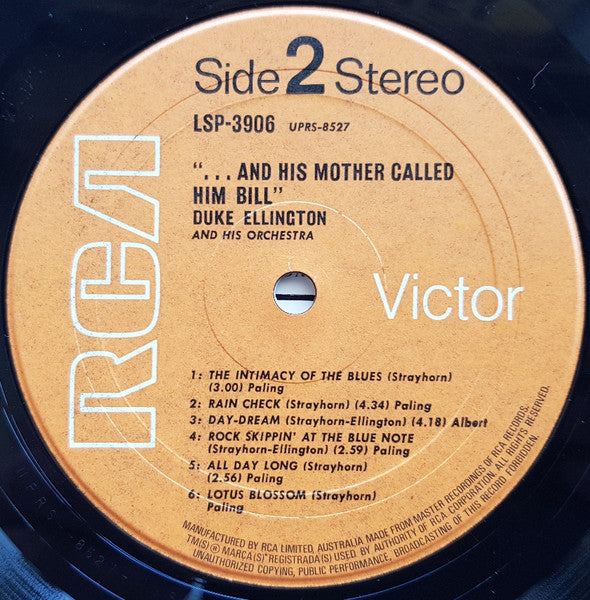 Side 2 Stereo
LSP-3906 UPRS-8527
"... AND HIS MOTHER CALLED
HIM BILL"
DUKE ELLINGTON
AND HIS ORCHESTRA
RCA
Victor
1: THE INTIMACY OF THE BLUES (Strayhorn)
(3.00) Paling
2: RAIN CHECK (Strayhorn) (4.34) Paling
3: DAY-DREAM (Strayhorn-Ellington) (4.18) Albert
4: ROCK SKIPPIN' AT THE BLUE NOTE
(Strayhorn-Ellington) (2.59) Paling
5: ALL DAY LONG (Strayhorn)
(2.56) Paling
6: LOTUS BLOSSOM (Strayhorn)
Paling
MANUFACTURED BY RCA LIMITED, AUSTRALIA MADE FROM MASTER RECORDINGS OF RCA RECORDS.
TM(S) ® MARCA(S) REGISTRADA(S) USED BY AUTHORITY OF RCA CORPORATION. ALL RIGHTS RESERVED.
UNAUTHORIZED COPYING, PUBLIC PERFORMANCE, BROADCASTING OF THIS RECORD FORBIDDEN.